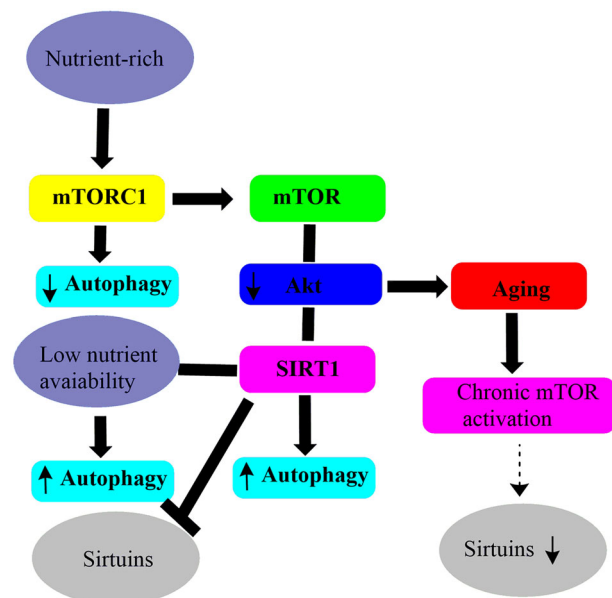 Nutrient-rich
mTORC1
mTOR
↓ Autophagy
↓ Akt
Aging
Low nutrient
avaiability
SIRT1
Chronic mTOR
activation
↑ Autophagy
↑ Autophagy
Sirtuins
Sirtuins ↓